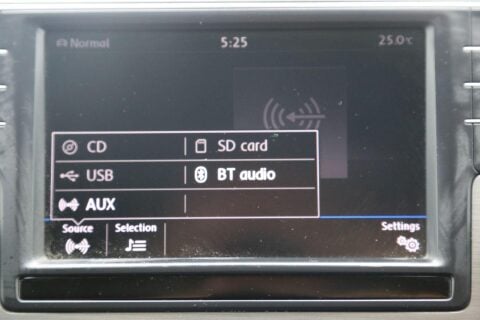 Normal
5:25
25.0°C
CD
SD card
USB
BT audio
AUX
Source
Selection
Settings